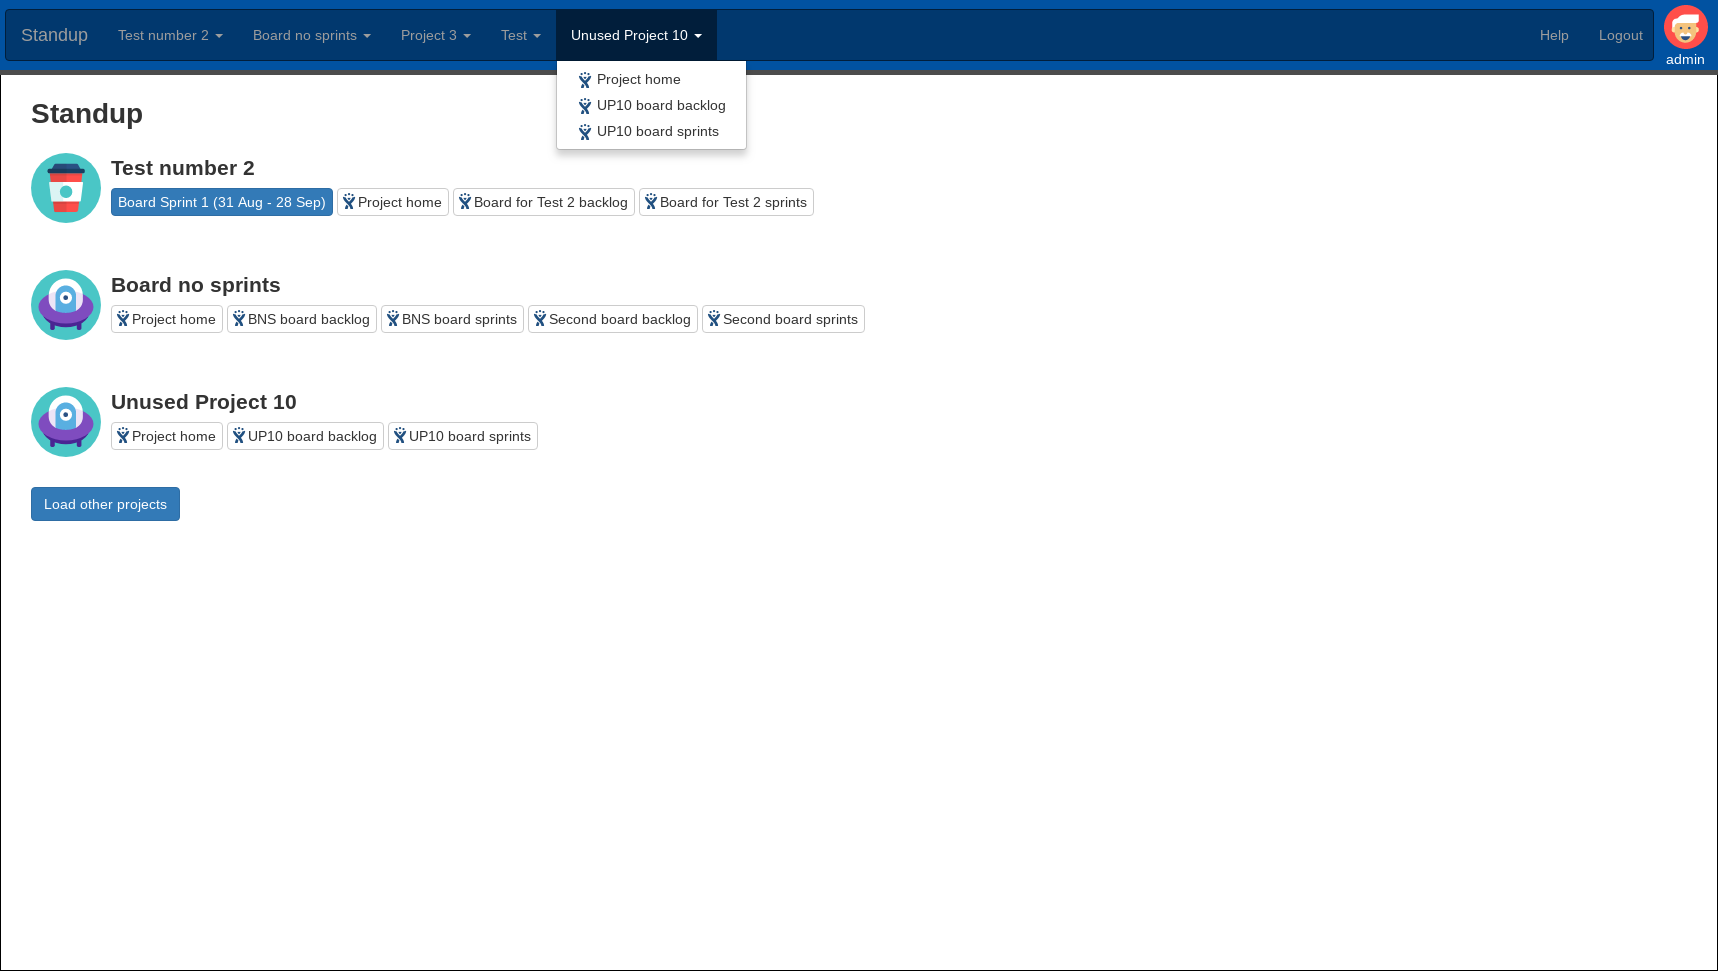 Standup Test number 2 Board no sprints Project 3 Test Unused Project 10 Help Logout
admin
Project home
UP10 board backlog
UP10 board sprints
Standup
Test number 2
Board Sprint 1 (31 Aug - 28 Sep) Project home Board for Test 2 backlog Board for Test 2 sprints
Board no sprints
Project home BNS board backlog BNS board sprints Second board backlog Second board sprints
Unused Project 10
Project home UP10 board backlog UP10 board sprints
Load other projects